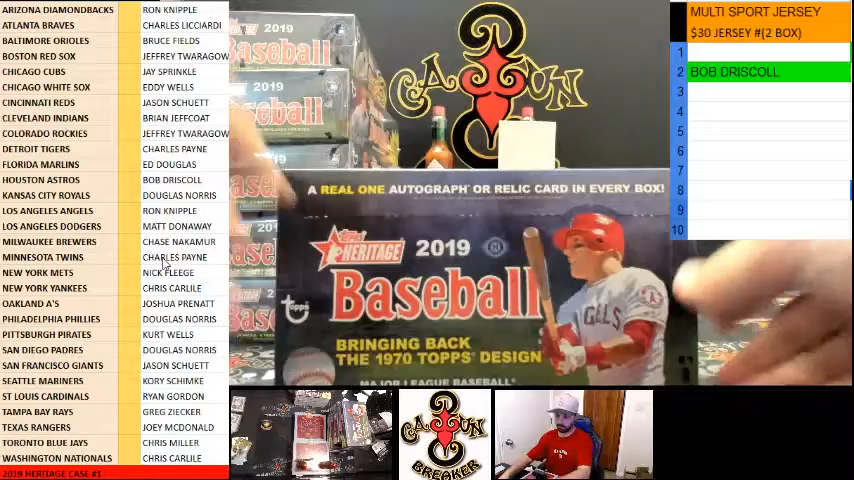 ARIZONA DIAMONDBACKS RON KNIPPLE
ATLANTA BRAVES CHARLES LICCIARDI
BALTIMORE ORIOLES BRUCE FIELDS
BOSTON RED SOX JEFFREY TWARAGOW
CHICAGO CUBS JAY SPRINKLE
CHICAGO WHITE SOX EDDY WELLS
CINCINNATI REDS JASON SCHUETT
CLEVELAND INDIANS BRIAN JEFFCOAT
COLORADO ROCKIES JEFFREY TWARAGOW
DETROIT TIGERS CHARLES PAYNE
FLORIDA MARLINS ED DOUGLAS
HOUSTON ASTROS BOB DRISCOLL
KANSAS CITY ROYALS DOUGLAS NORRIS
LOS ANGELES ANGELS RON KNIPPLE
LOS ANGELES DODGERS MATT DONAWAY
MILWAUKEE BREWERS CHASE NAKAMUR
MINNESOTA TWINS CHARLES PAYNE
NEW YORK METS NICK FLEEGE
NEW YORK YANKEES CHRIS CARLILE
OAKLAND A'S JOSHUA PRENATT
PHILADELPHIA PHILLIES DOUGLAS NORRIS
PITTSBURGH PIRATES KURT WELLS
SAN DIEGO PADRES DOUGLAS NORRIS
SAN FRANCISCO GIANTS JASON SCHUETT
SEATTLE MARINERS KORY SCHIMKE
ST LOUIS CARDINALS RYAN GORDON
TAMPA BAY RAYS GREG ZIECKER
TEXAS RANGERS JOEY MCDONALD
TORONTO BLUE JAYS CHRIS MILLER
WASHINGTON NATIONALS CHRIS CARLILE
2019 HERITAGE CASE #1
2019
Baseball
2019
Baseball
CAJUN
A REAL ONE AUTOGRAPH OR RELIC CARD IN EVERY BOX!
TOPPS
HERITAGE 2019
Baseball
topps
BRINGING BACK
THE 1970 TOPPS DESIGN
MAJOR LEAGUE BASEBALL
ANGELS
CAJUN
BREAKER
MULTI SPORT JERSEY
$30 JERSEY #(2 BOX)
1
2 BOB DRISCOLL
3
4
5
6
7
8
9
10